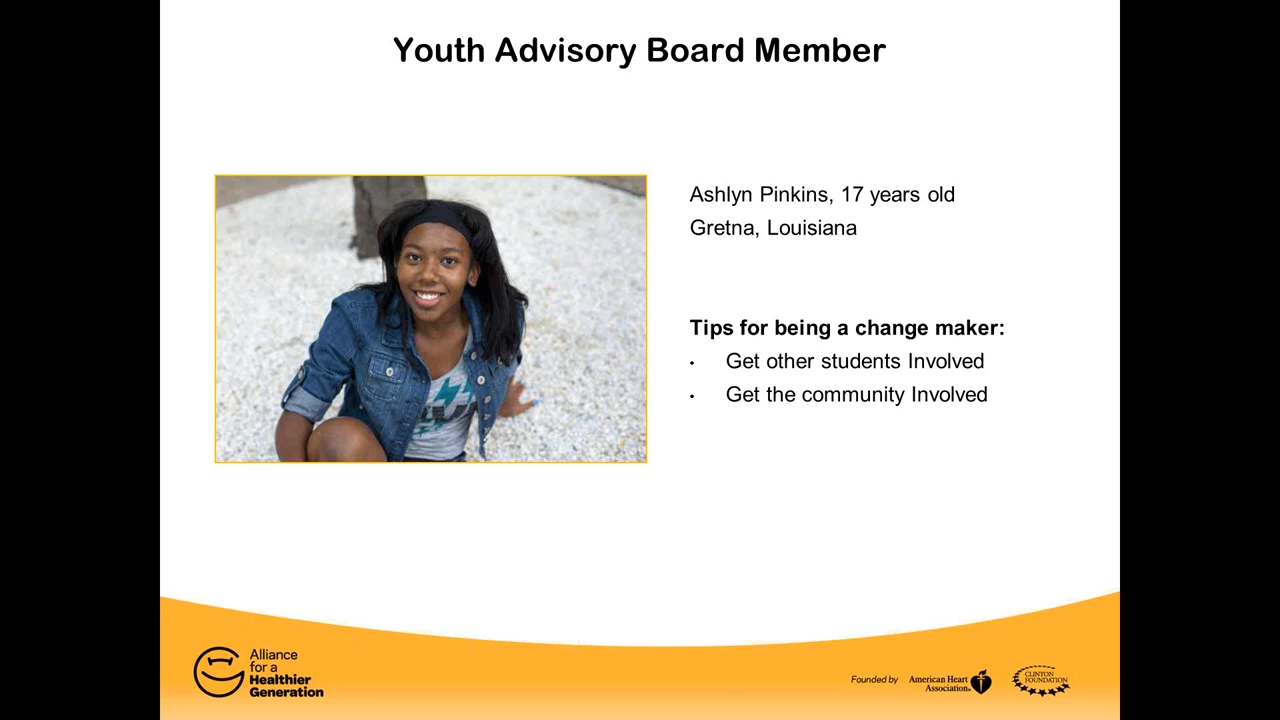 Youth Advisory Board Member
Ashlyn Pinkins, 17 years old
Gretna, Louisiana
Tips for being a change maker:
• Get other students Involved
• Get the community Involved
Alliance
for a
Healthier
Generation
Founded by
American Heart
Association®
CLINTON
FOUNDATION